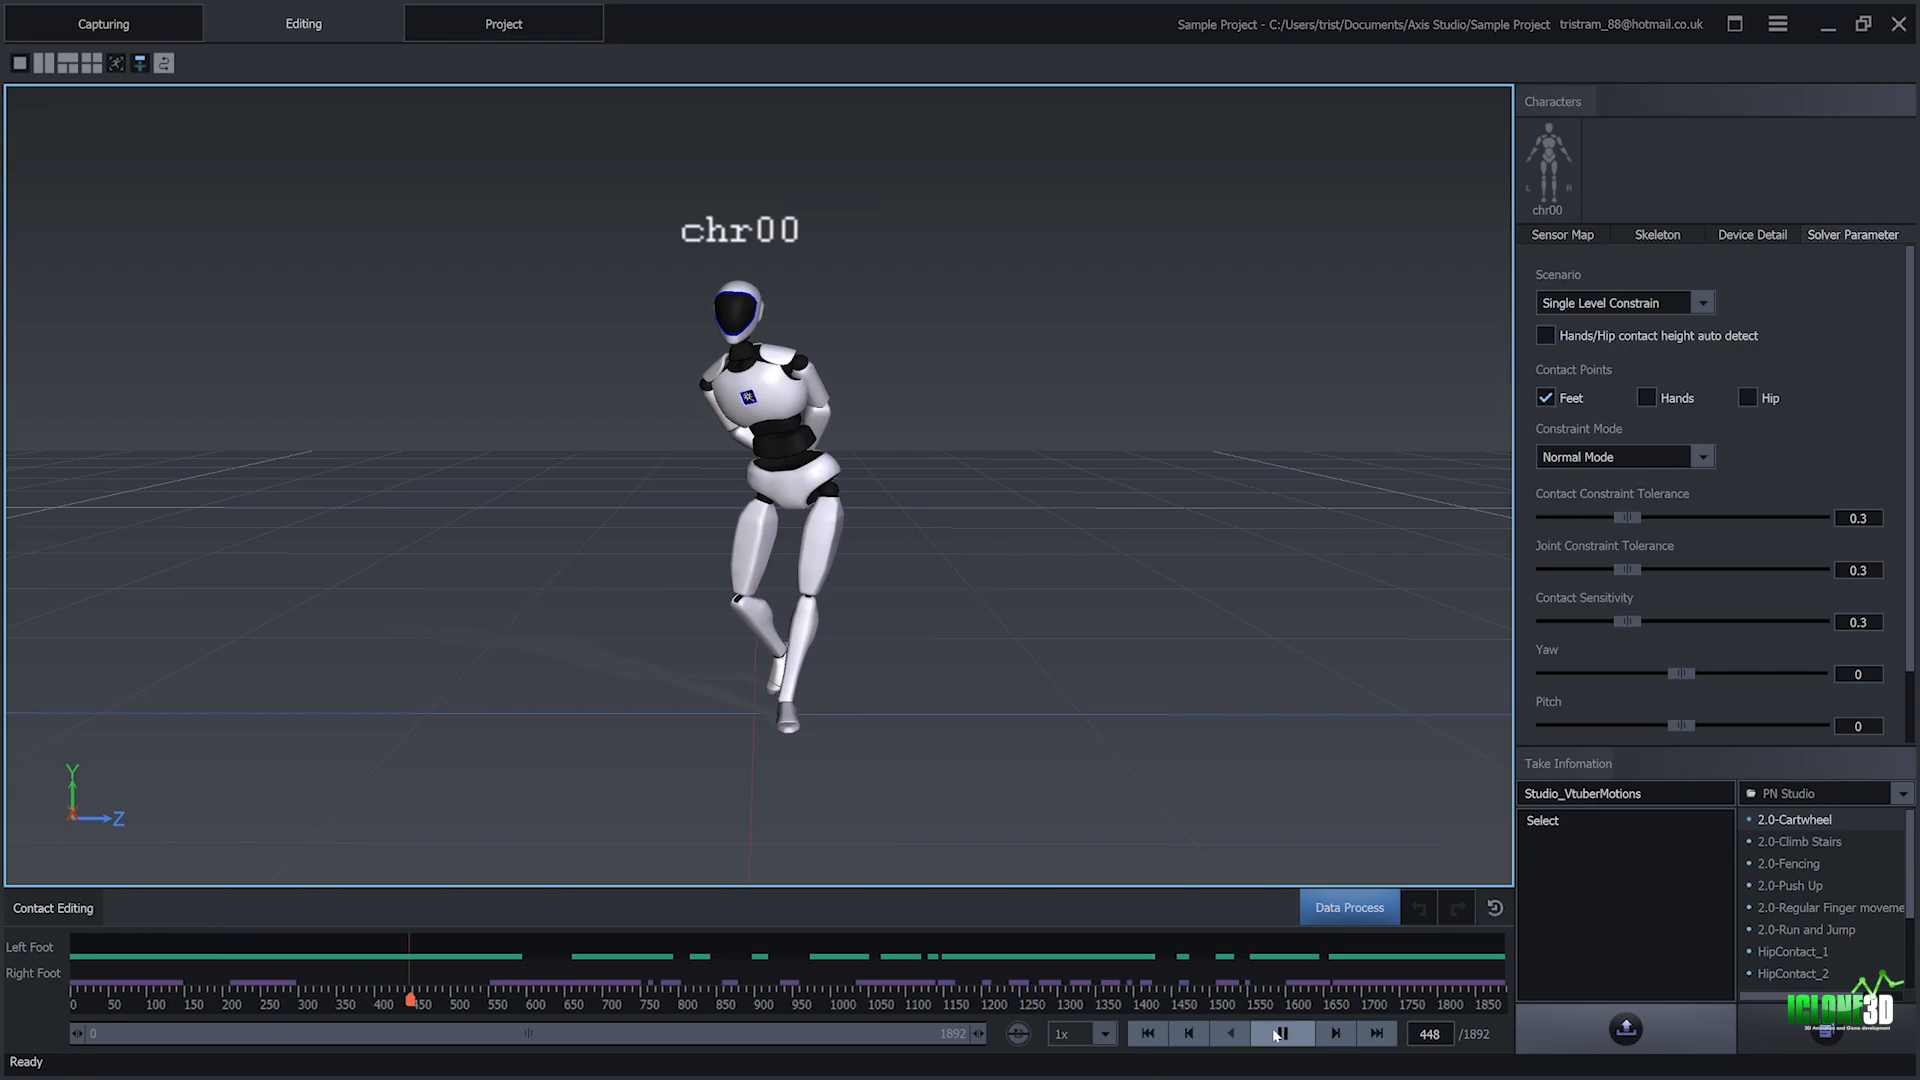 Capturing
Editing
Project
Sample Project - C:/Users/trist/Documents/Axis Studio/Sample Project tristram_88@hotmail.co.uk
chr00
Characters
L R
chr00
Sensor Map
Skeleton
Device Detail
Solver Parameter
Scenario
Single Level Constrain
Hands/Hip contact height auto detect
Contact Points
Feet
Hands
Hip
Constraint Mode
Normal Mode
Contact Constraint Tolerance
0.3
Joint Constraint Tolerance
0.3
Contact Sensitivity
0.3
Yaw
0
Pitch
0
Y
X
Z
Take Infomation
Studio_VtuberMotions
PN Studio
Select
2.0-Cartwheel
2.0-Climb Stairs
2.0-Fencing
2.0-Push Up
2.0-Regular Finger moveme
2.0-Run and Jump
HipContact_1
HipContact_2
ICLONE3D
3D Animation and Game development
Contact Editing
Data Process
Left Foot
Right Foot
0 50 100 150 200 250 300 350 400 450 500 550 600 650 700 750 800 850 900 950 1000 1050 1100 1150 1200 1250 1300 1350 1400 1450 1500 1550 1600 1650 1700 1750 1800 1850
0
1892
1x
448 /1892
Ready